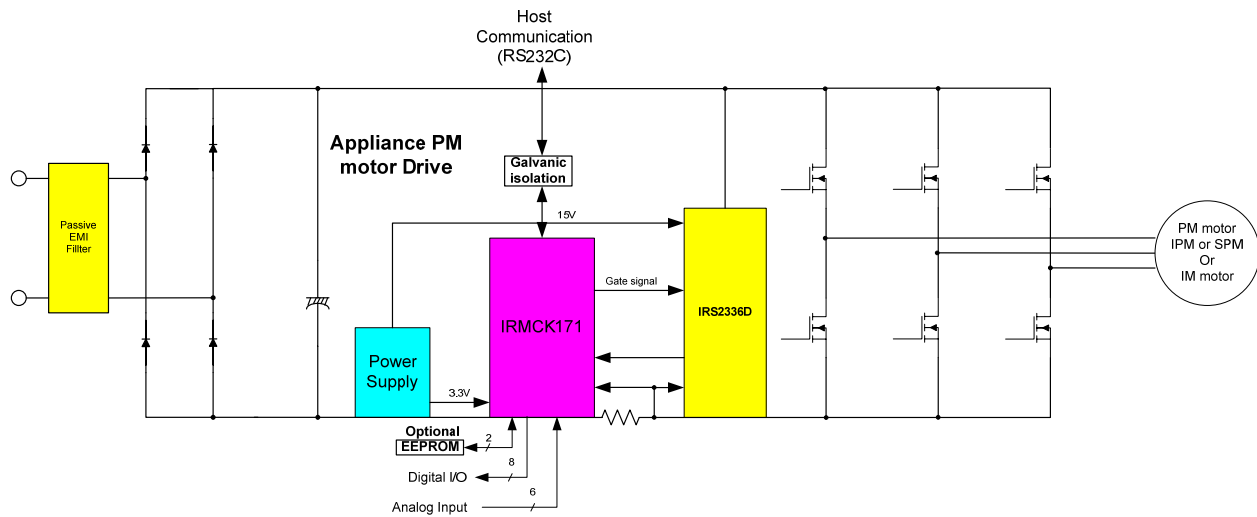 Host
Communication
(RS232C)
Appliance PM
motor Drive
Galvanic
isolation
Passive
EMI
Fillter
15V
PM motor
IPM or SPM
Or
IM motor
Gate signal
IRS2336D
IRMCK171
Power
Supply
3.3V
Optional
EEPROM
2
Digital I/O
8
Analog Input
6